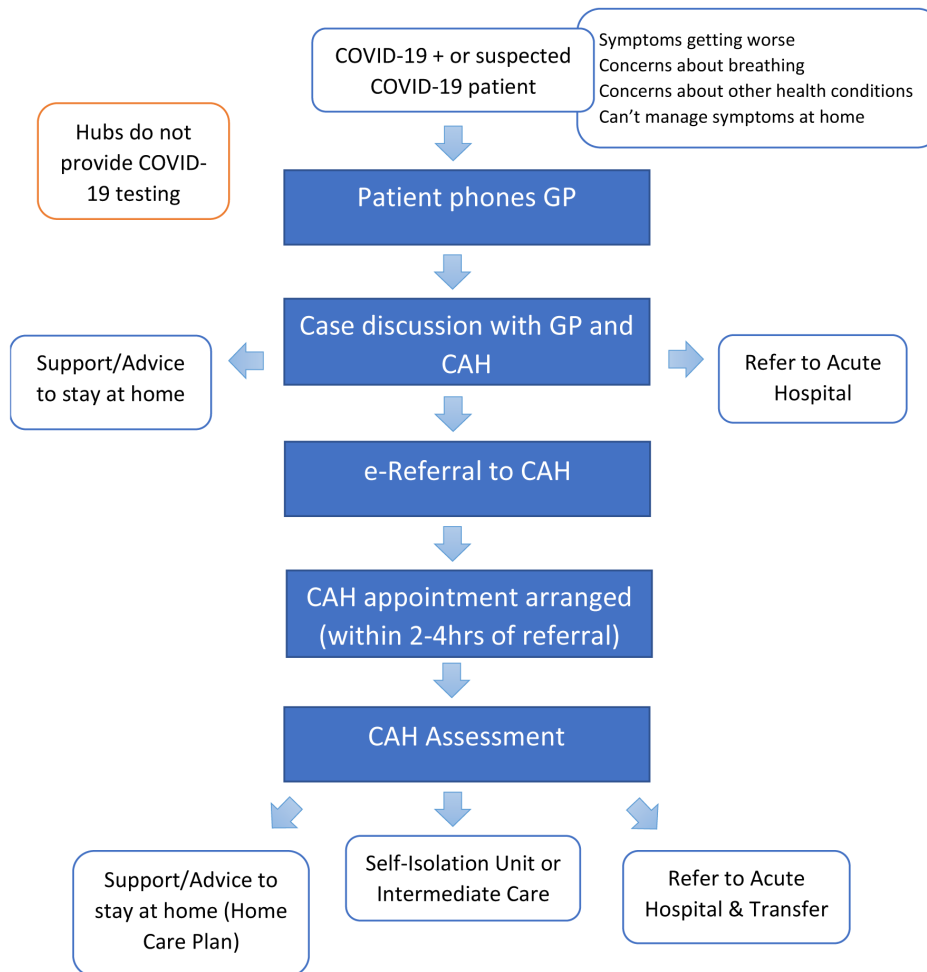 COVID-19 + or suspected
COVID-19 patient
Symptoms getting worse
Concerns about breathing
Concerns about other health conditions
Can’t manage symptoms at home
Hubs do not
provide COVID-
19 testing
Patient phones GP
Case discussion with GP and
CAH
Support/Advice
to stay at home
Refer to Acute
Hospital
e-Referral to CAH
CAH appointment arranged
(within 2-4hrs of referral)
CAH Assessment
Support/Advice to
stay at home (Home
Care Plan)
Self-Isolation Unit or
Intermediate Care
Refer to Acute
Hospital & Transfer